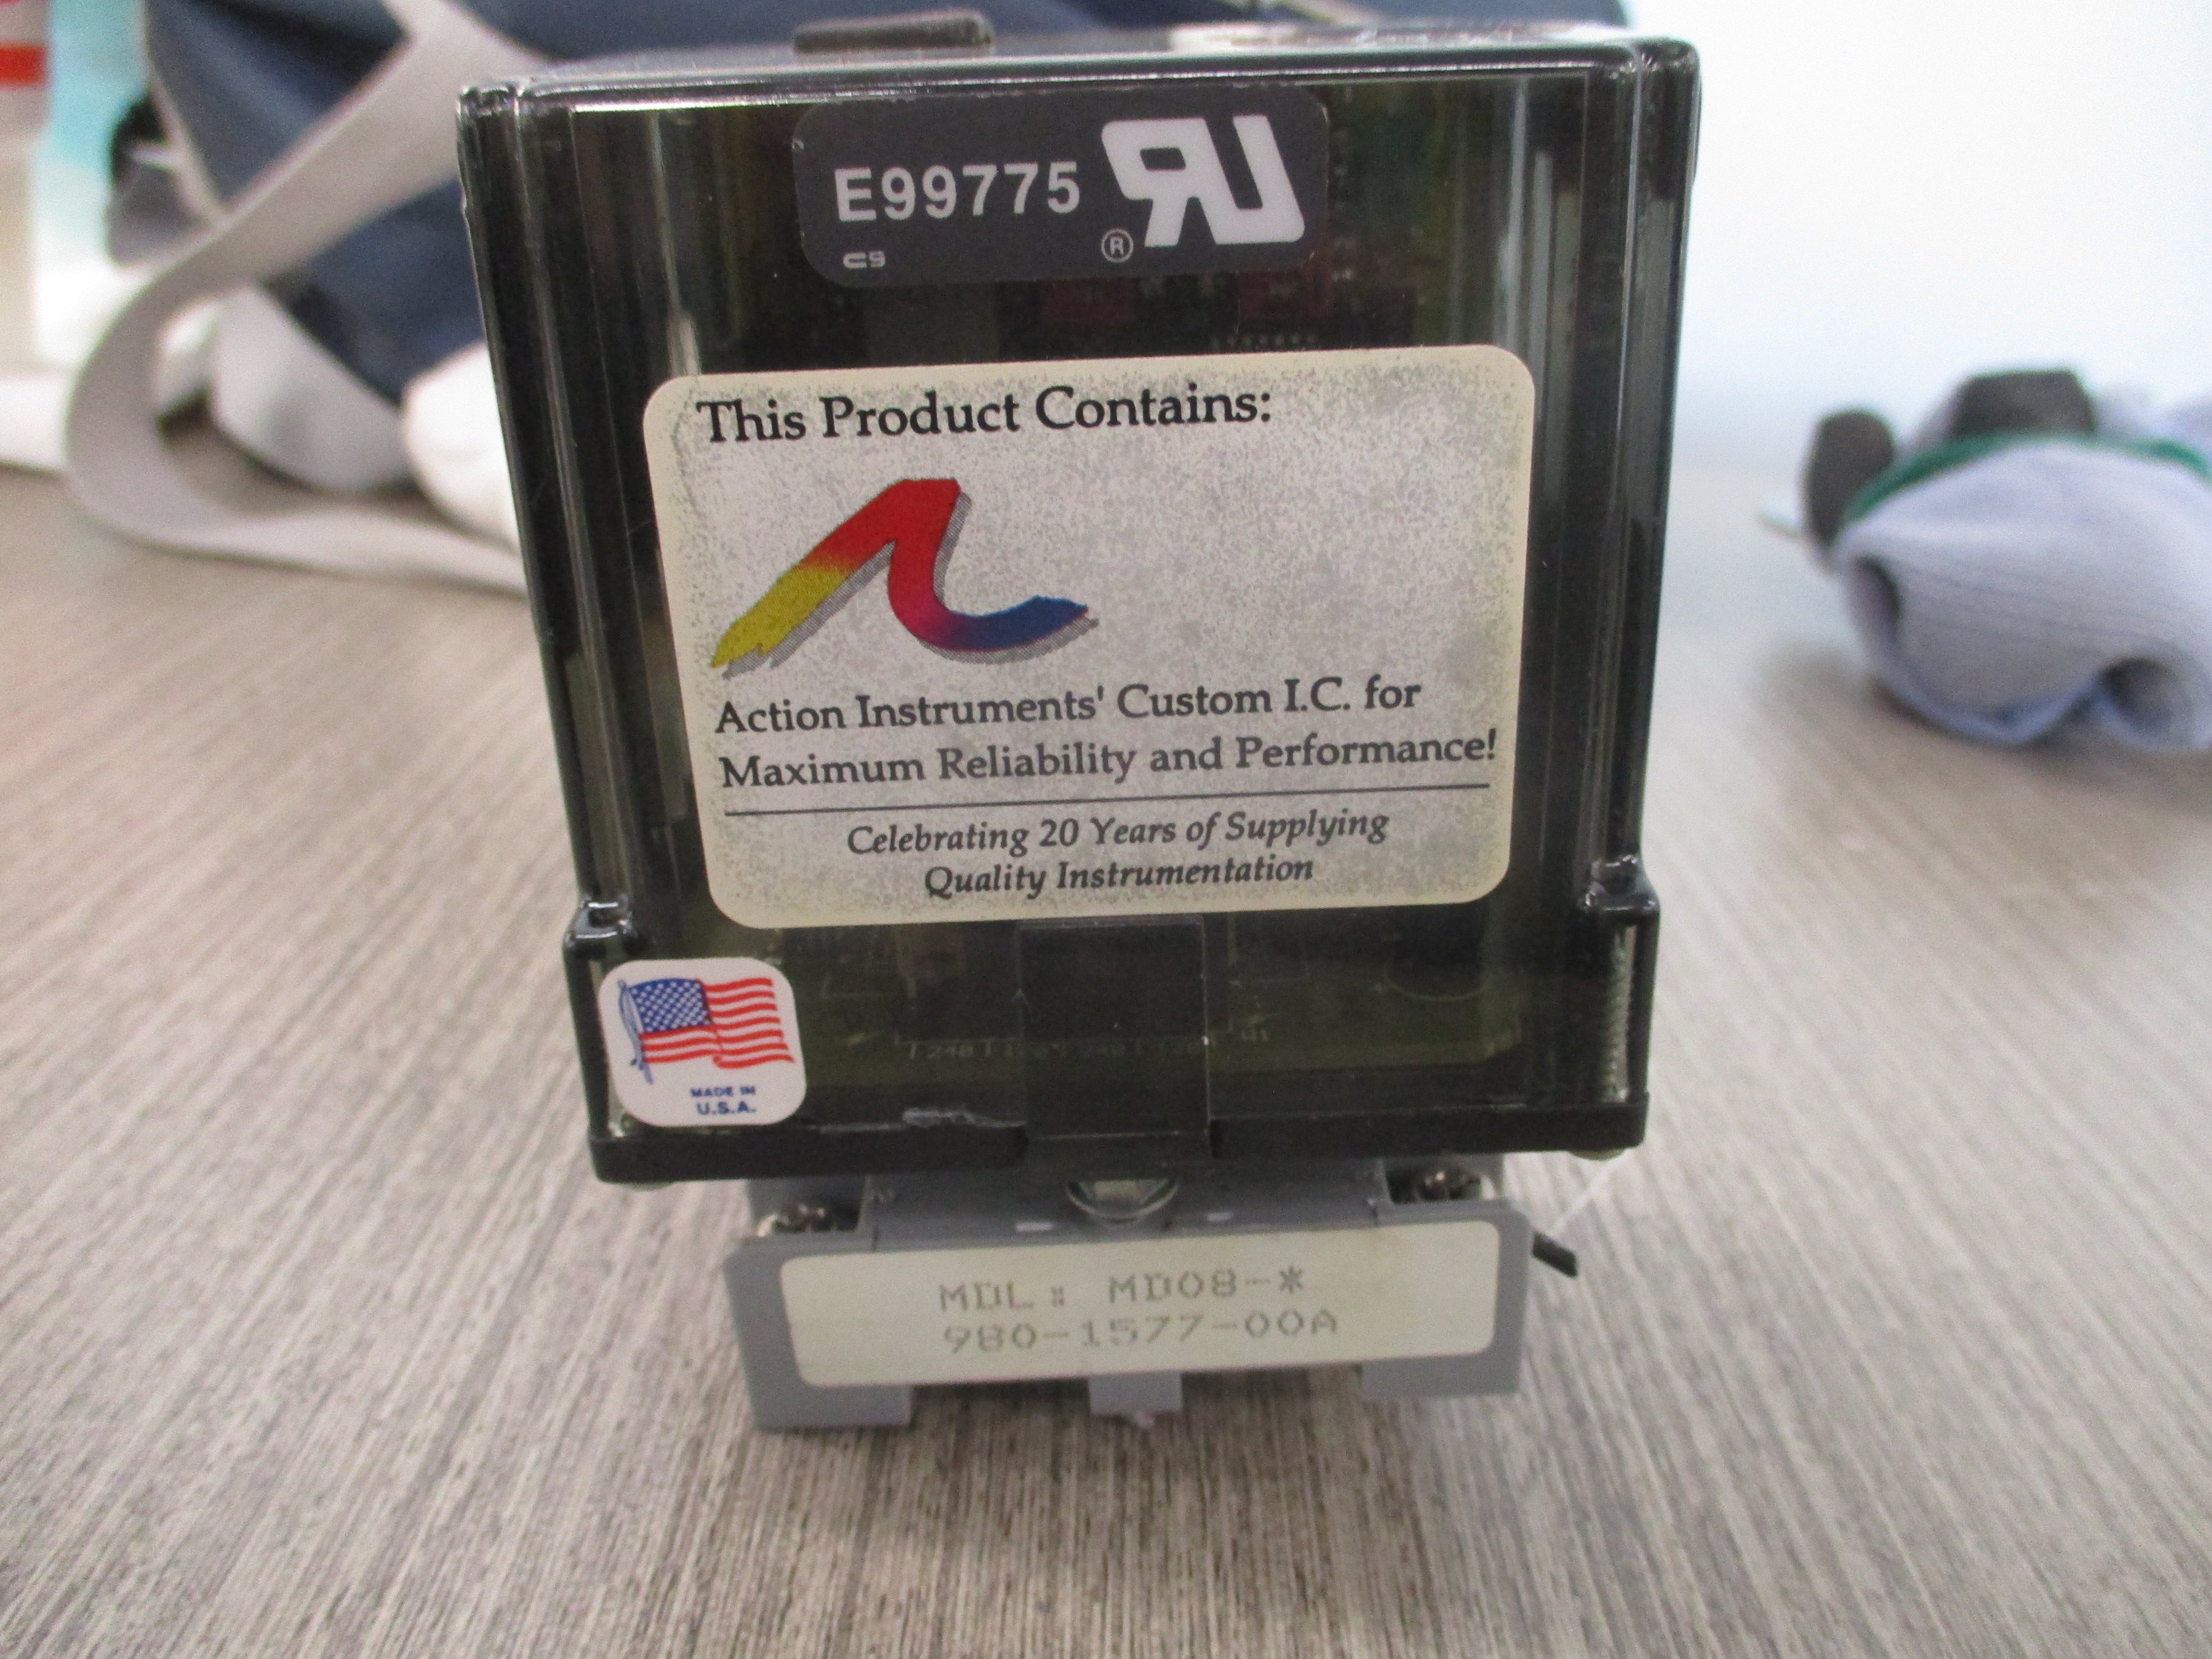 E99775
®
This Product Contains:
Action Instruments' Custom I.C. for
Maximum Reliability and Performance!
Celebrating 20 Years of Supplying
Quality Instrumentation
MADE IN
U.S.A.
MDL: MD08-*
980-1577-00A